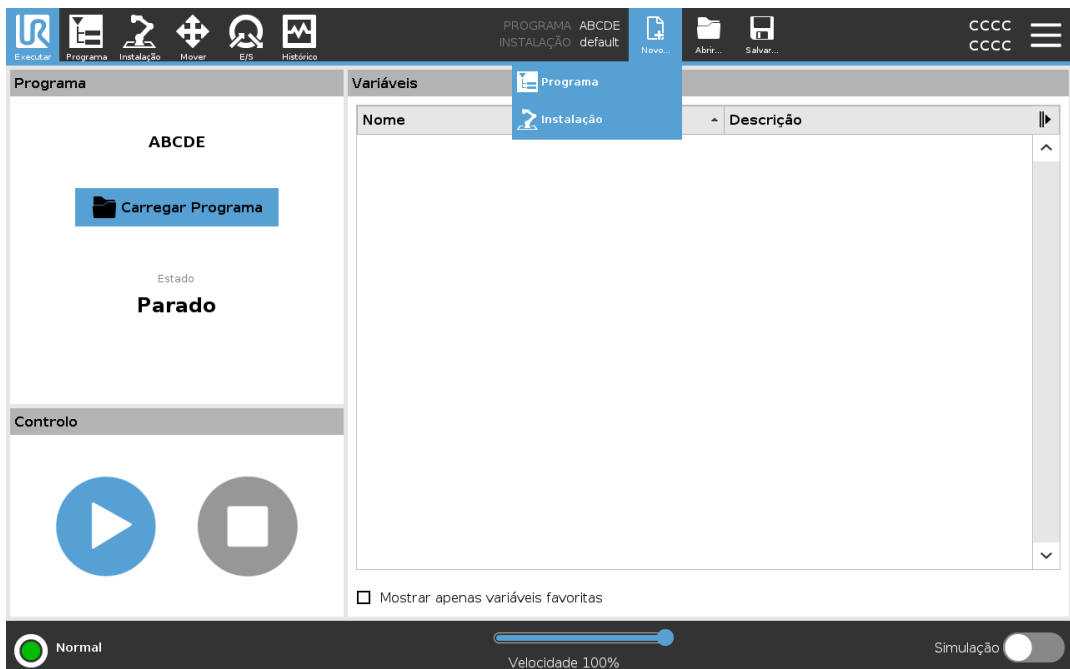 PROGRAMA ABCDE
INSTALAÇÃO default
CCCC
CCCC
Executar Programa Instalação Mover E/S Histórico Novo... Abrir... Salvar...
Programa
Instalação
Programa
ABCDE
Carregar Programa
Estado
Parado
Controlo
Variáveis
Nome Descrição
Mostrar apenas variáveis favoritas
Normal
Velocidade 100%
Simulação